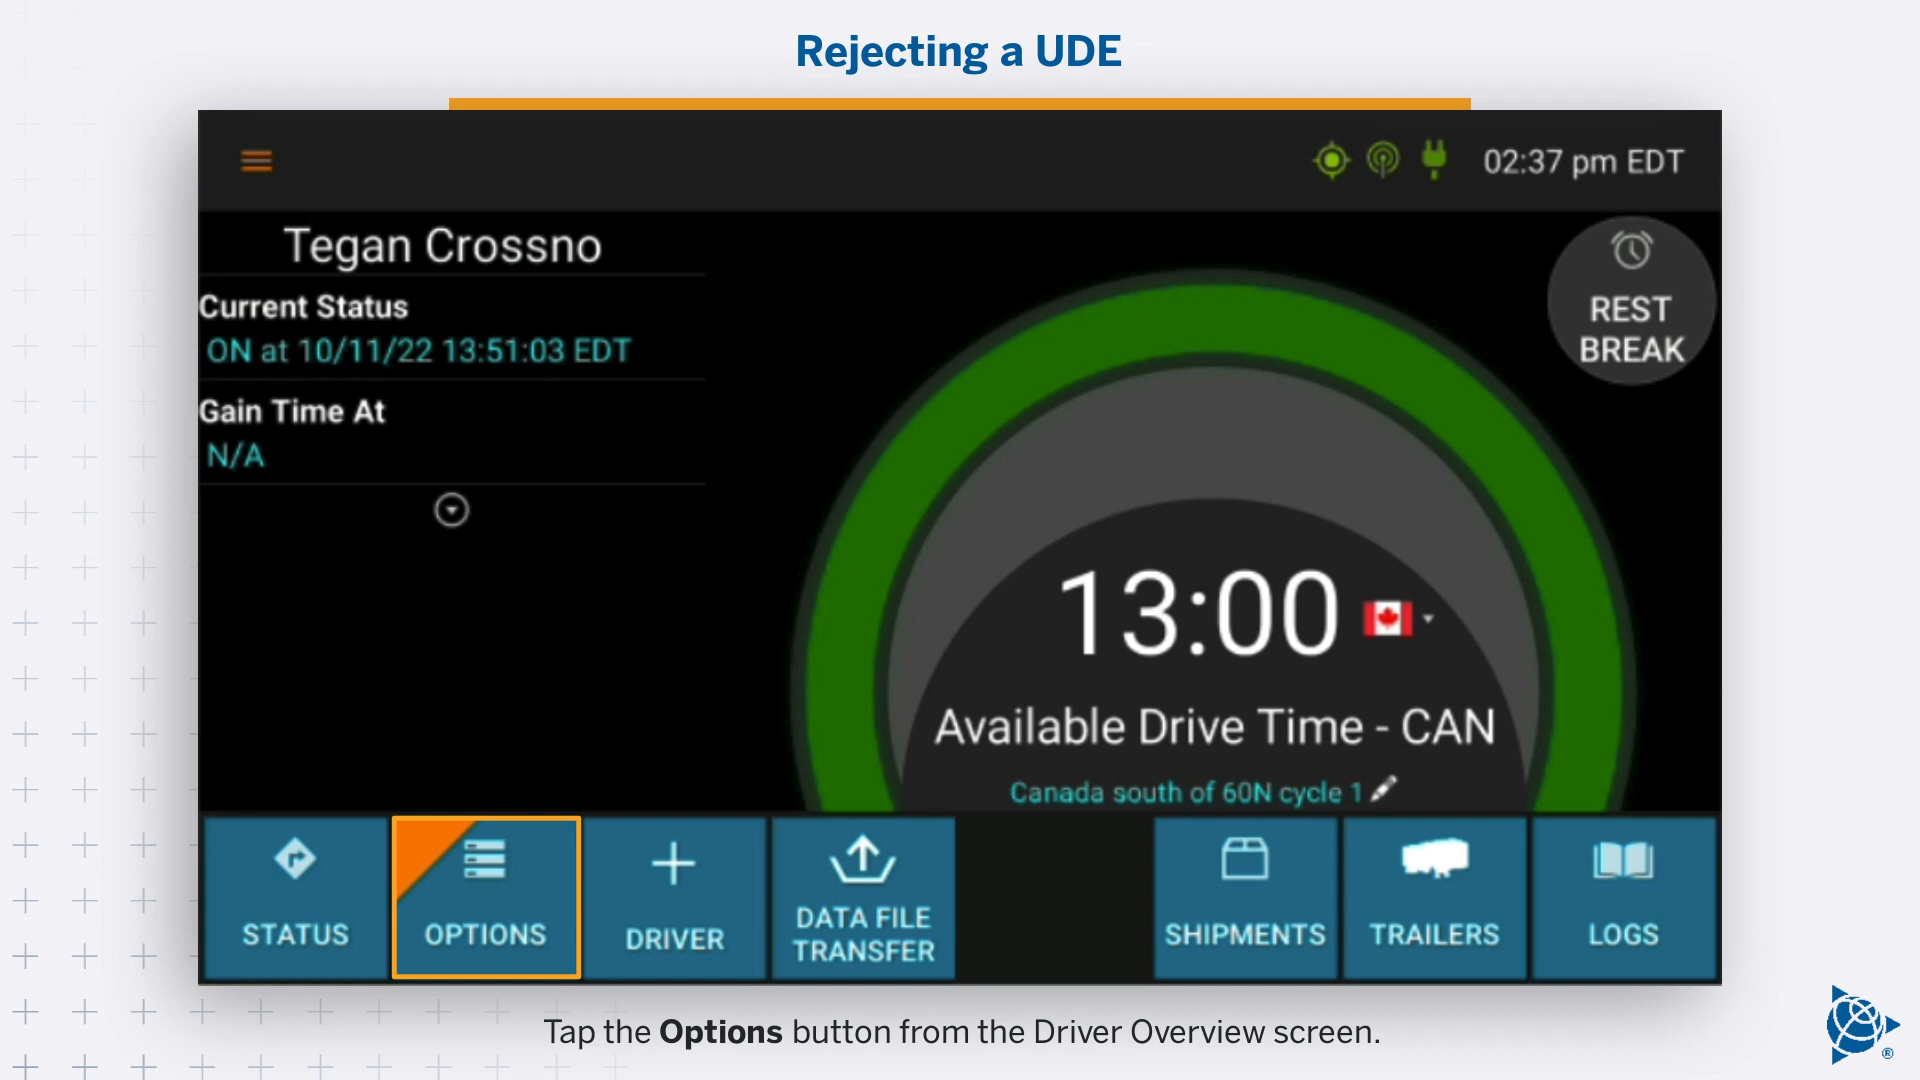 Rejecting a UDE
02:37 pm EDT
Tegan Crossno
Current Status
ON at 10/11/22 13:51:03 EDT
Gain Time At
N/A
REST
BREAK
13:00
Available Drive Time - CAN
Canada south of 60N cycle 1
STATUS
OPTIONS
DRIVER
DATA FILE
TRANSFER
SHIPMENTS
TRAILERS
LOGS
Tap the Options button from the Driver Overview screen.
®